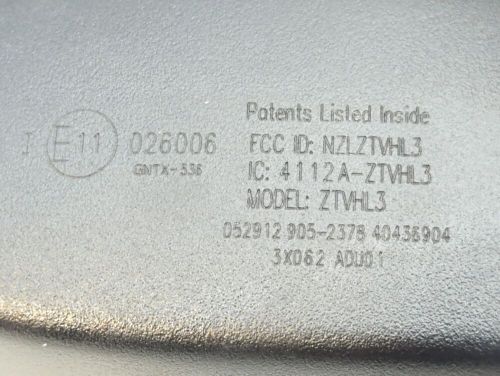 Patents Listed Inside
I E11 026006
GNTX-336
FCC ID: NZLZTVHL3
IC: 4112A-ZTVHL3
MODEL: ZTVHL3
052912 905-2378 40436904
3X062 ADU01